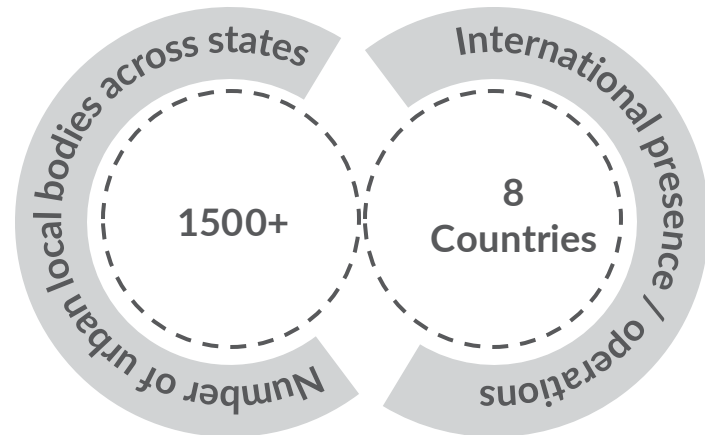 Number of urban local bodies across states
1500+
International presence / operations
8
Countries